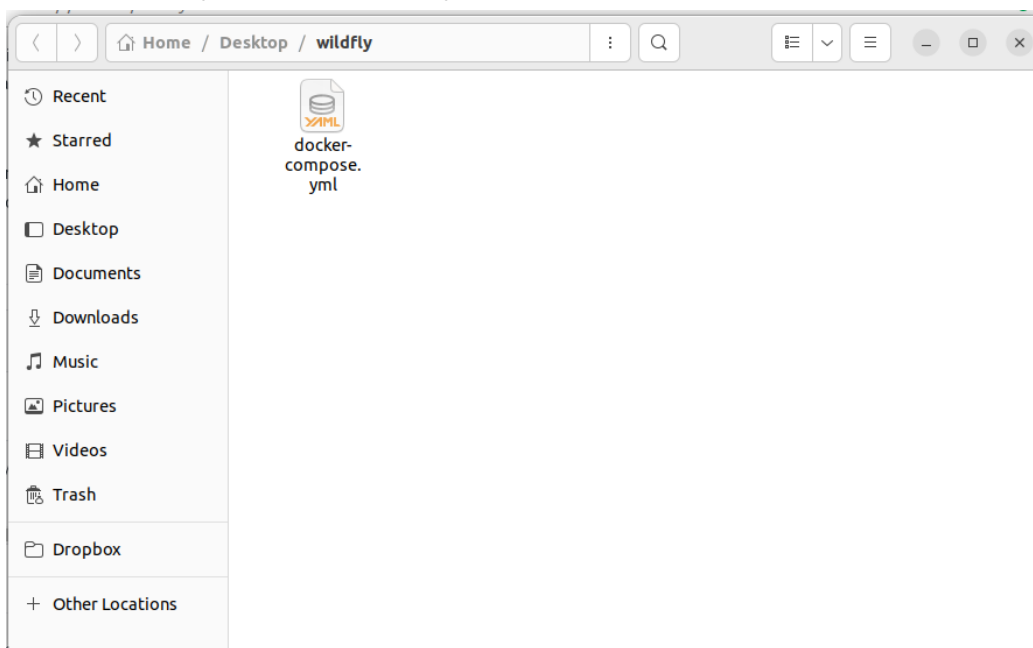 Home / Desktop / wildfly
Recent
Starred
Home
Desktop
Documents
Downloads
Music
Pictures
Videos
Trash
Dropbox
Other Locations
YAML
docker-
compose.
yml